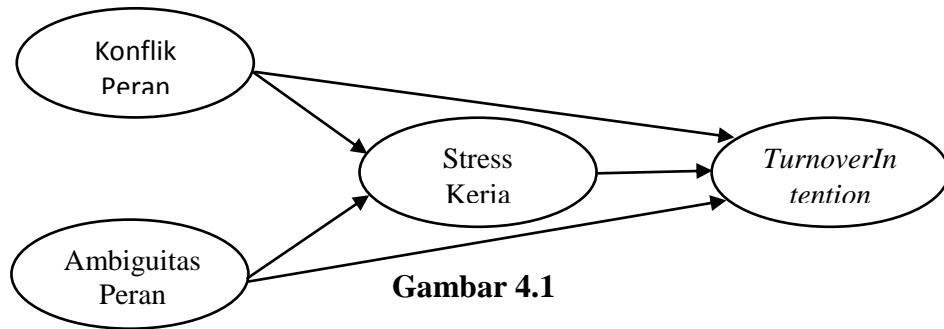 Konflik
Peran
Stress
Kerja
TurnoverIn
tention
Ambiguitas
Peran
Gambar 4.1